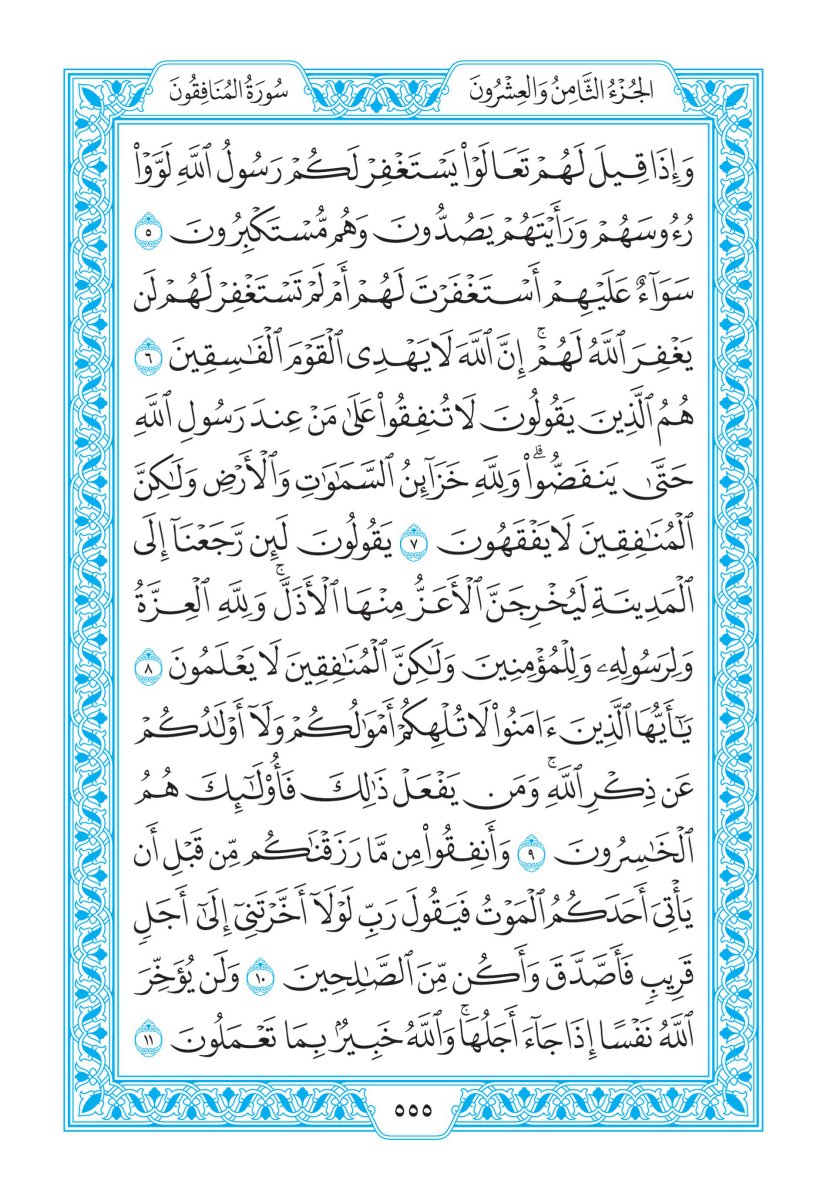 الجُزْءُ الثَّامِنُ وَالعِشْرُونَ
سُورَةُ المُنَافِقُونَ
وَإِذَا قِيلَ لَهُمْ تَعَالَوْا۟ يَسْتَغْفِرْ لَكُمْ رَسُولُ ٱللَّهِ لَوَّوْا۟
رُءُوسَهُمْ وَرَأَيْتَهُمْ يَصُدُّونَ وَهُم مُّسْتَكْبِرُونَ ٥
سَوَآءٌ عَلَيْهِمْ أَسْتَغْفَرْتَ لَهُمْ أَمْ لَمْ تَسْتَغْفِرْ لَهُمْ لَن
يَغْفِرَ ٱللَّهُ لَهُمْۚ إِنَّ ٱللَّهَ لَا يَهْدِى ٱلْقَوْمَ ٱلْفَـٰسِقِينَ ٦
هُمُ ٱلَّذِينَ يَقُولُونَ لَا تُنفِقُوا۟ عَلَىٰ مَنْ عِندَ رَسُولِ ٱللَّهِ
حَتَّىٰ يَنفَضُّوا۟ۗ وَلِلَّهِ خَزَآئِنُ ٱلسَّمَـٰوَٰتِ وَٱلْأَرْضِ وَلَـٰكِنَّ
ٱلْمُنَـٰفِقِينَ لَا يَفْقَهُونَ ٧ يَقُولُونَ لَئِن رَّجَعْنَآ إِلَى
ٱلْمَدِينَةِ لَيُخْرِجَنَّ ٱلْأَعَزُّ مِنْهَا ٱلْأَذَلَّۚ وَلِلَّهِ ٱلْعِزَّةُ
وَلِرَسُولِهِۦ وَلِلْمُؤْمِنِينَ وَلَـٰكِنَّ ٱلْمُنَـٰفِقِينَ لَا يَعْلَمُونَ ٨
يَـٰٓأَيُّهَا ٱلَّذِينَ ءَامَنُوا۟ لَا تُلْهِكُمْ أَمْوَٰلُكُمْ وَلَآ أَوْلَـٰدُكُمْ
عَن ذِكْرِ ٱللَّهِۚ وَمَن يَفْعَلْ ذَٰلِكَ فَأُو۟لَـٰٓئِكَ هُمُ
ٱلْخَـٰسِرُونَ ٩ وَأَنفِقُوا۟ مِن مَّا رَزَقْنَـٰكُم مِّن قَبْلِ أَن
يَأْتِىَ أَحَدَكُمُ ٱلْمَوْتُ فَيَقُولَ رَبِّ لَوْلَآ أَخَّرْتَنِىٓ إِلَىٰٓ أَجَلٍ
قَرِيبٍ فَأَصَّدَّقَ وَأَكُن مِّنَ ٱلصَّـٰلِحِينَ ١٠ وَلَن يُؤَخِّرَ
ٱللَّهُ نَفْسًا إِذَا جَآءَ أَجَلُهَاۚ وَٱللَّهُ خَبِيرٌۢ بِمَا تَعْمَلُونَ ١١
٥٥٥